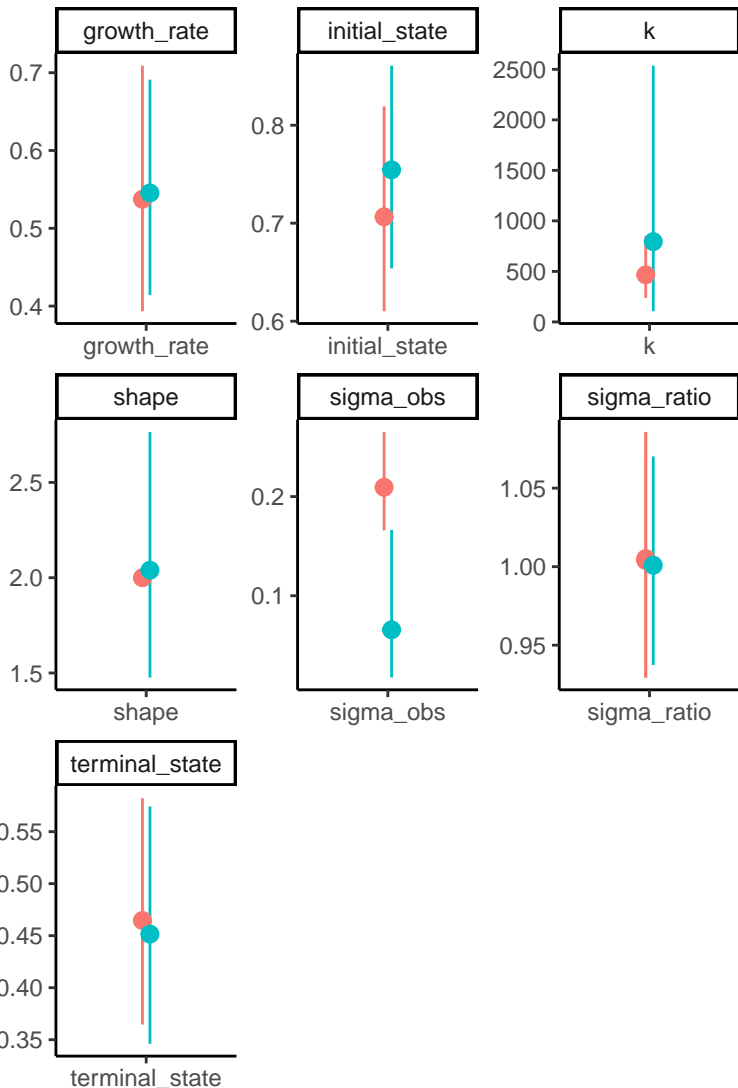 growth_rate
initial_state
k
0.7
0.6
0.5
0.4
0.8
0.7
0.6
2500
2000
1500
1000
500
0
growth_rate
initial_state
k
shape
sigma_obs
sigma_ratio
2.5
2.0
1.5
0.2
0.1
1.05
1.00
0.95
shape
sigma_obs
sigma_ratio
terminal_state
0.55
0.50
0.45
0.40
0.35
terminal_state